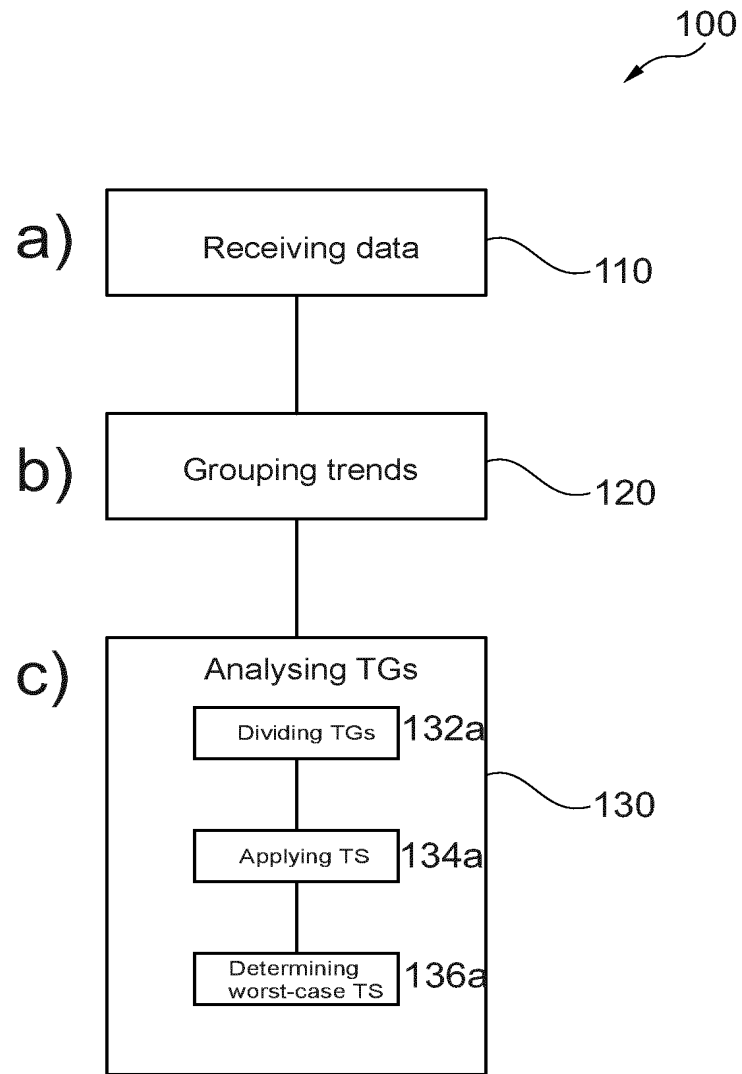 100
a)
Receiving data
110
b)
Grouping trends
120
c)
Analysing TGs
Dividing TGs
132a
130
Applying TS
134a
Determining
worst-case TS
136a